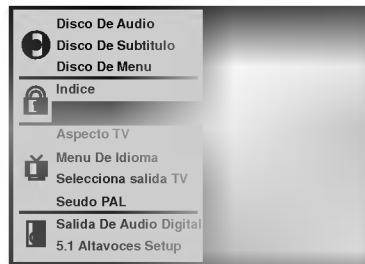 Disco De Audio
Disco De Subtitulo
Disco De Menu
Indice
Aspecto TV
Menu De Idioma
Selecciona salida TV
Seudo PAL
Salida De Audio Digital
5.1 Altavoces Setup